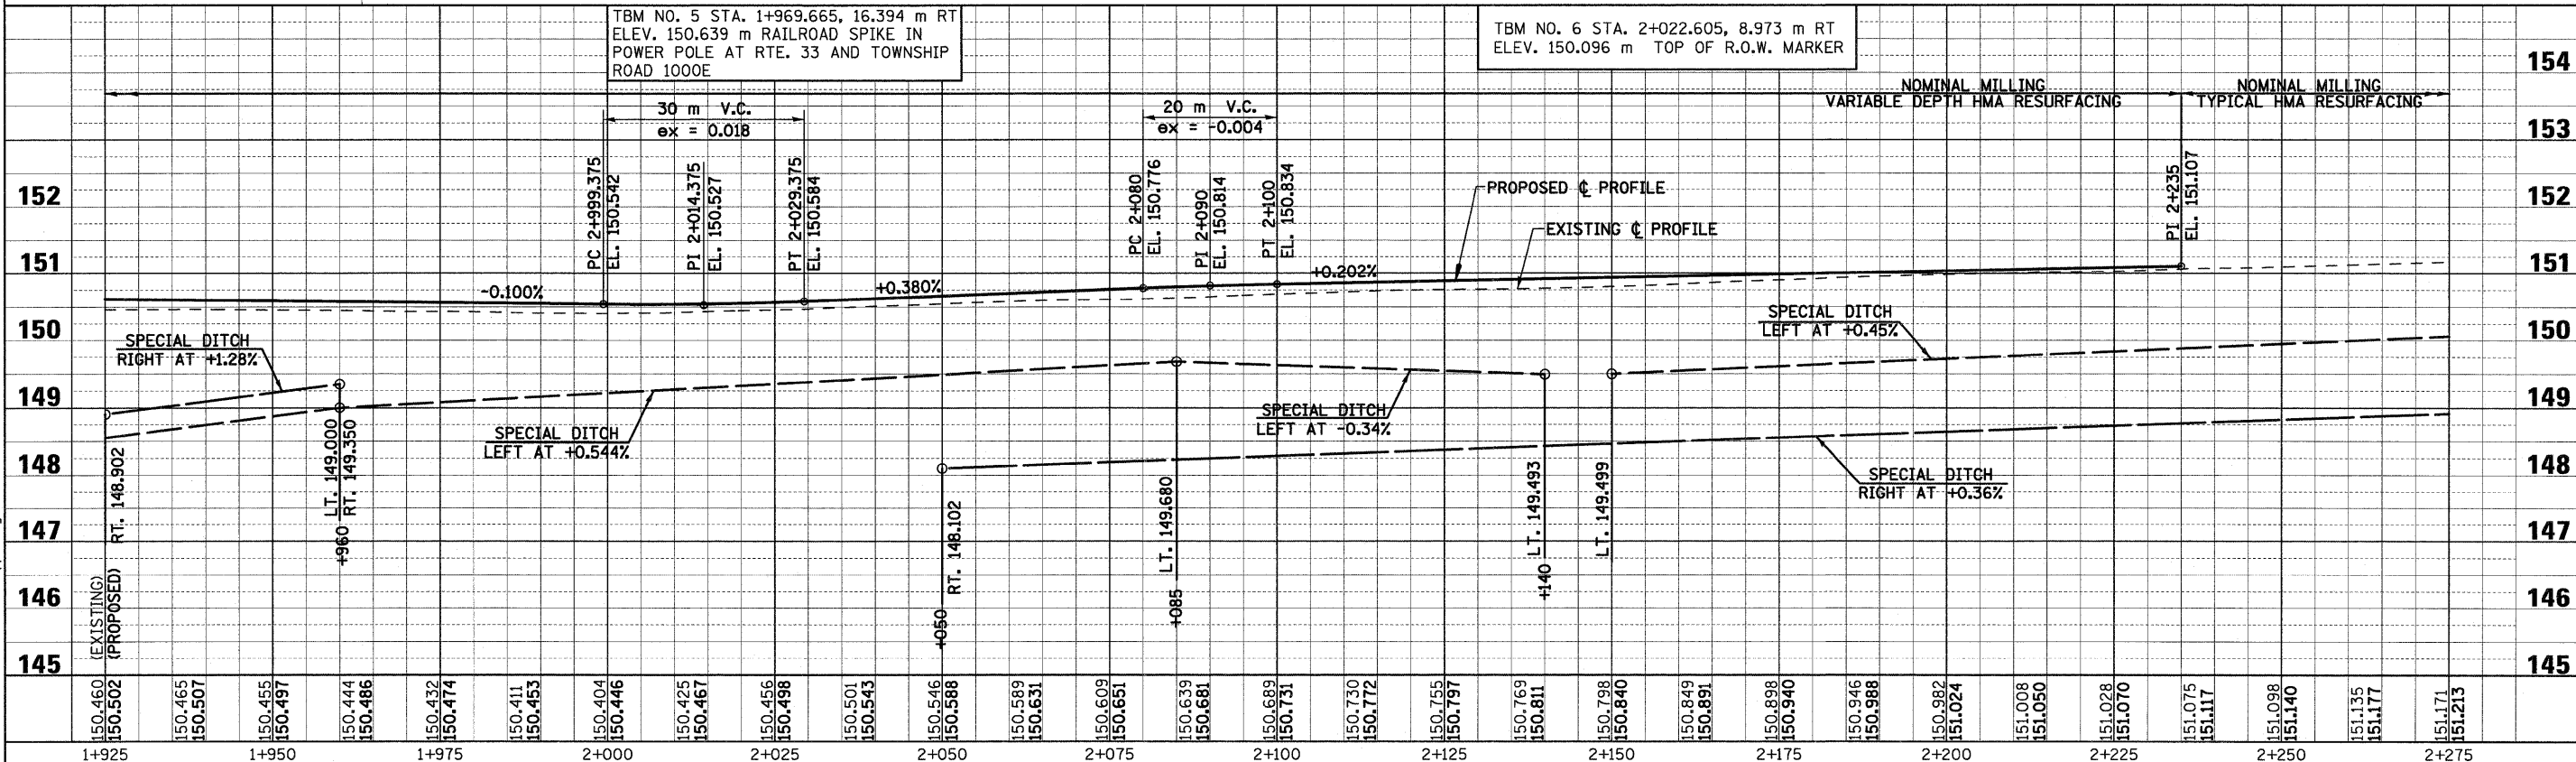 TBM NO. 5 STA. 1+969.665, 16.394 m RT
ELEV. 150.639 m RAILROAD SPIKE IN
POWER POLE AT RTE. 33 AND TOWNSHIP
ROAD 1000E
TBM NO. 6 STA. 2+022.605, 8.973 m RT
ELEV. 150.096 m TOP OF R.O.W. MARKER
154
NOMINAL MILLING
VARIABLE DEPTH HMA RESURFACING
NOMINAL MILLING
TYPICAL HMA RESURFACING
30 m V.C.
ex = 0.018
20 m V.C.
ex = -0.004
153
PC 2+999.375
EL. 150.542
PI 2+014.375
EL. 150.527
PT 2+029.375
EL. 150.584
PC 2+080
EL. 150.776
PI 2+090
EL. 150.814
PT 2+100
EL. 150.834
PI 2+235
EL. 151.107
152
152
PROPOSED ℄ PROFILE
EXISTING ℄ PROFILE
151
151
-0.100%
+0.380%
+0.202%
150
150
SPECIAL DITCH
RIGHT AT +1.28%
SPECIAL DITCH
LEFT AT +0.45%
149
149
SPECIAL DITCH
LEFT AT +0.544%
SPECIAL DITCH
LEFT AT -0.34%
148
148
SPECIAL DITCH
RIGHT AT +0.36%
RT. 148.902
+960
LT. 149.000
RT. 149.350
+050
RT. 148.102
+085
LT. 149.680
+140
LT. 149.493
LT. 149.499
147
147
146
146
(EXISTING)
(PROPOSED)
145
145
150.460
150.502
150.465
150.507
150.455
150.497
150.444
150.486
150.432
150.474
150.411
150.453
150.404
150.446
150.425
150.467
150.456
150.498
150.501
150.543
150.546
150.588
150.589
150.631
150.609
150.651
150.639
150.681
150.689
150.731
150.730
150.772
150.755
150.797
150.769
150.811
150.798
150.840
150.849
150.891
150.898
150.940
150.946
150.988
150.982
151.024
151.008
151.050
151.028
151.070
151.075
151.117
151.098
151.140
151.135
151.177
151.171
151.213
1+925
1+950
1+975
2+000
2+025
2+050
2+075
2+100
2+125
2+150
2+175
2+200
2+225
2+250
2+275